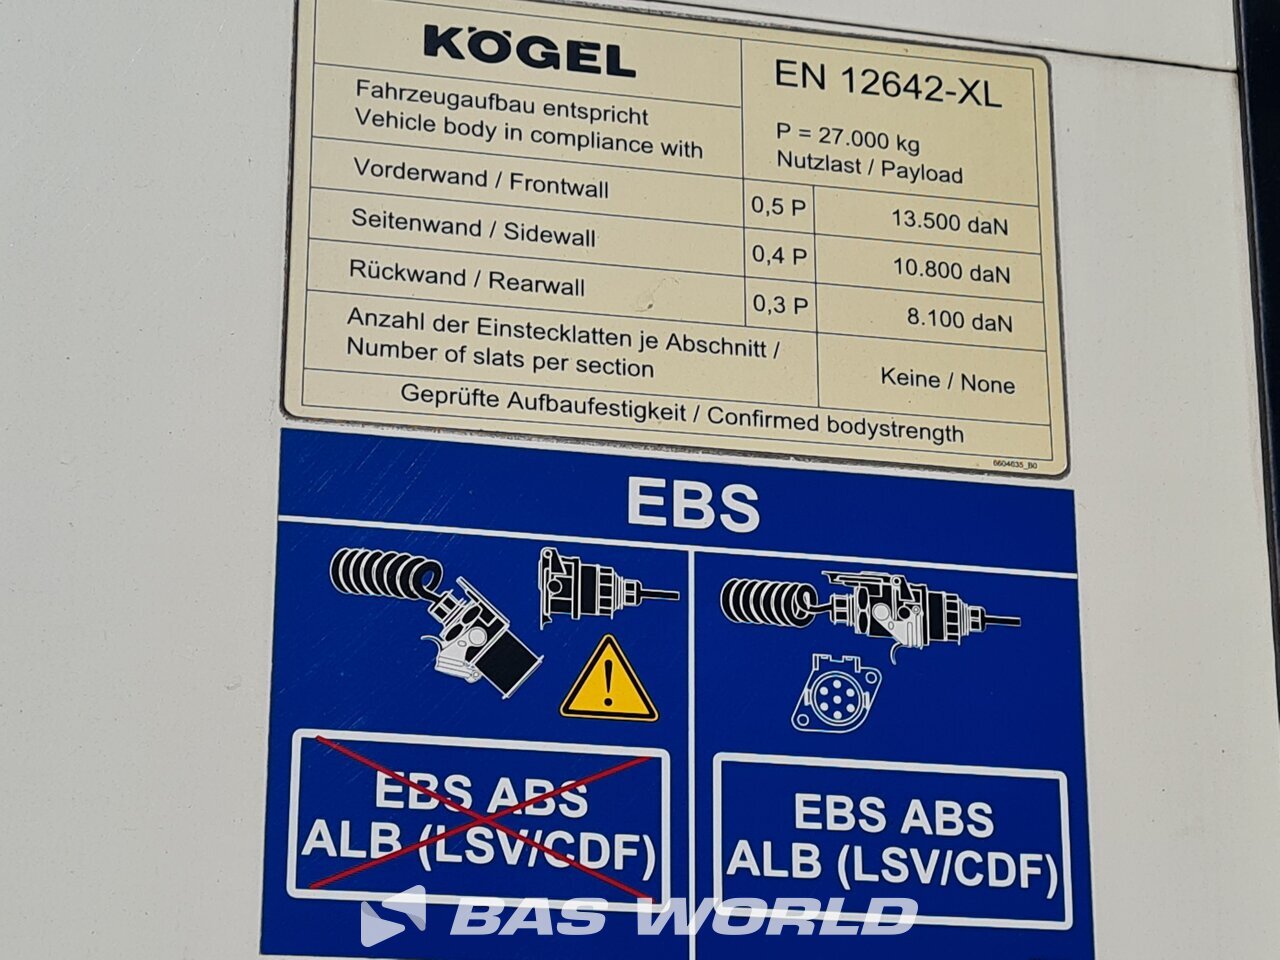 KÖGEL
EN 12642-XL
Fahrzeugaufbau entspricht
Vehicle body in compliance with
P = 27.000 kg
Nutzlast / Payload
Vorderwand / Frontwall 0,5 P 13.500 daN
Seitenwand / Sidewall 0,4 P 10.800 daN
Rückwand / Rearwall 0,3 P 8.100 daN
Anzahl der Einstecklatten je Abschnitt /
Number of slats per section
Keine / None
Geprüfte Aufbaufestigkeit / Confirmed bodystrength
6604635_B0
EBS
EBS ABS
ALB (LSV/CDF)
EBS ABS
ALB (LSV/CDF)
BAS WORLD